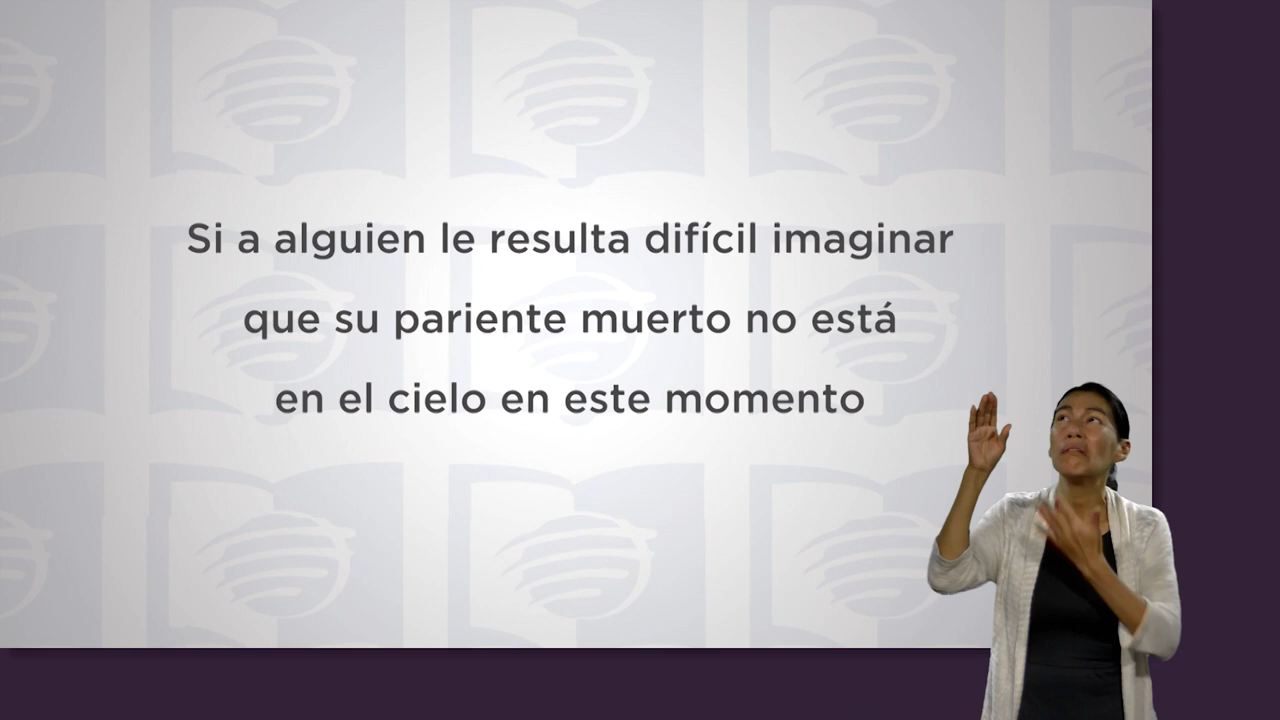 Si a alguien le resulta difícil imaginar
que su pariente muerto no está
en el cielo en este momento